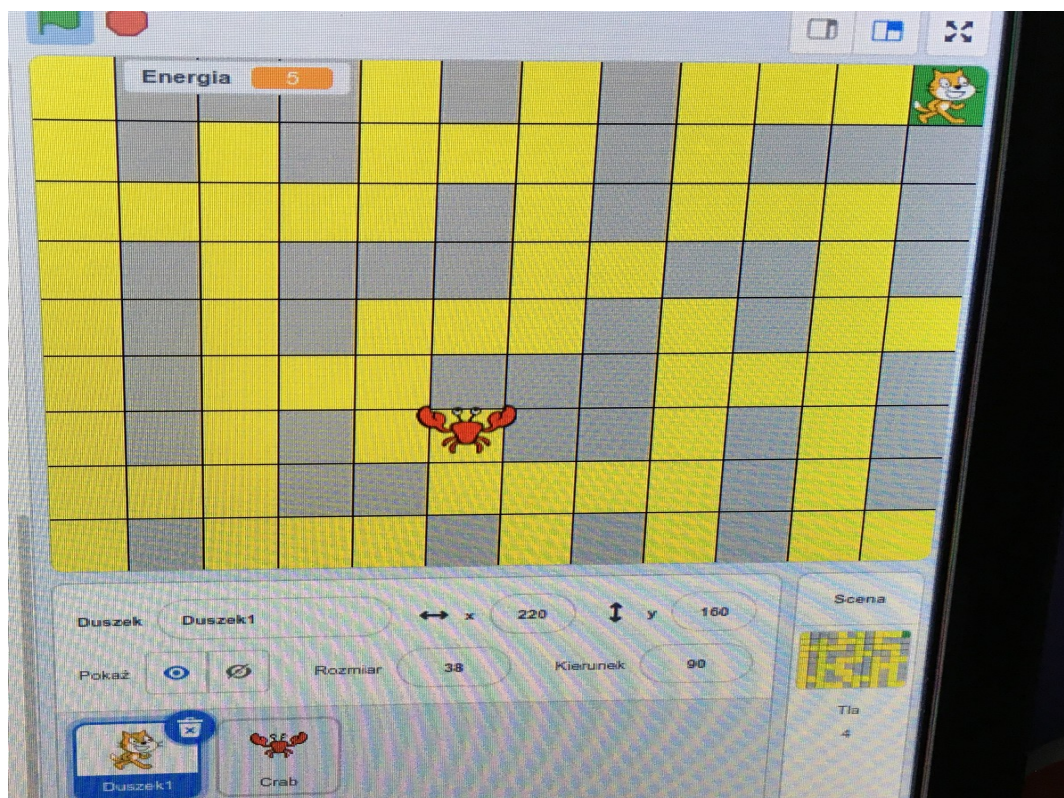 Energia 5
Duszek Duszek1 x 220 y 160
Pokaż Rozmiar 38 Kierunek 90
Scena
Tła
4
Duszek1
Crab